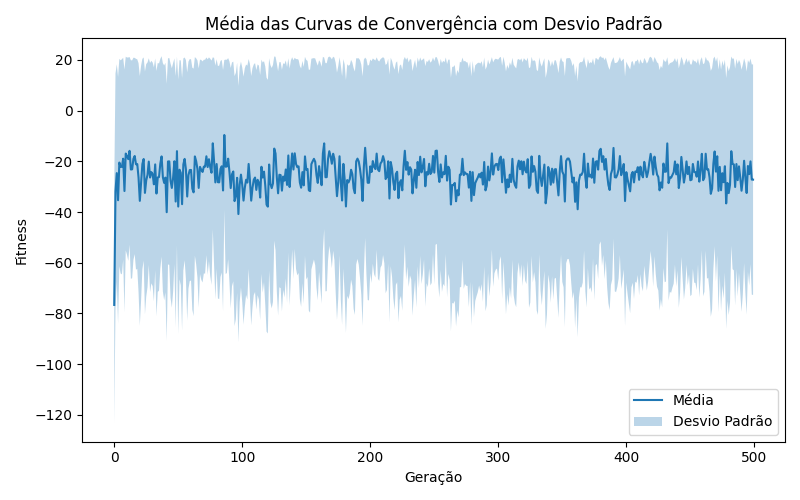 Média das Curvas de Convergência com Desvio Padrão
Fitness
20
0
−20
−40
−60
−80
−100
−120
0 100 200 300 400 500
Geração
Média
Desvio Padrão